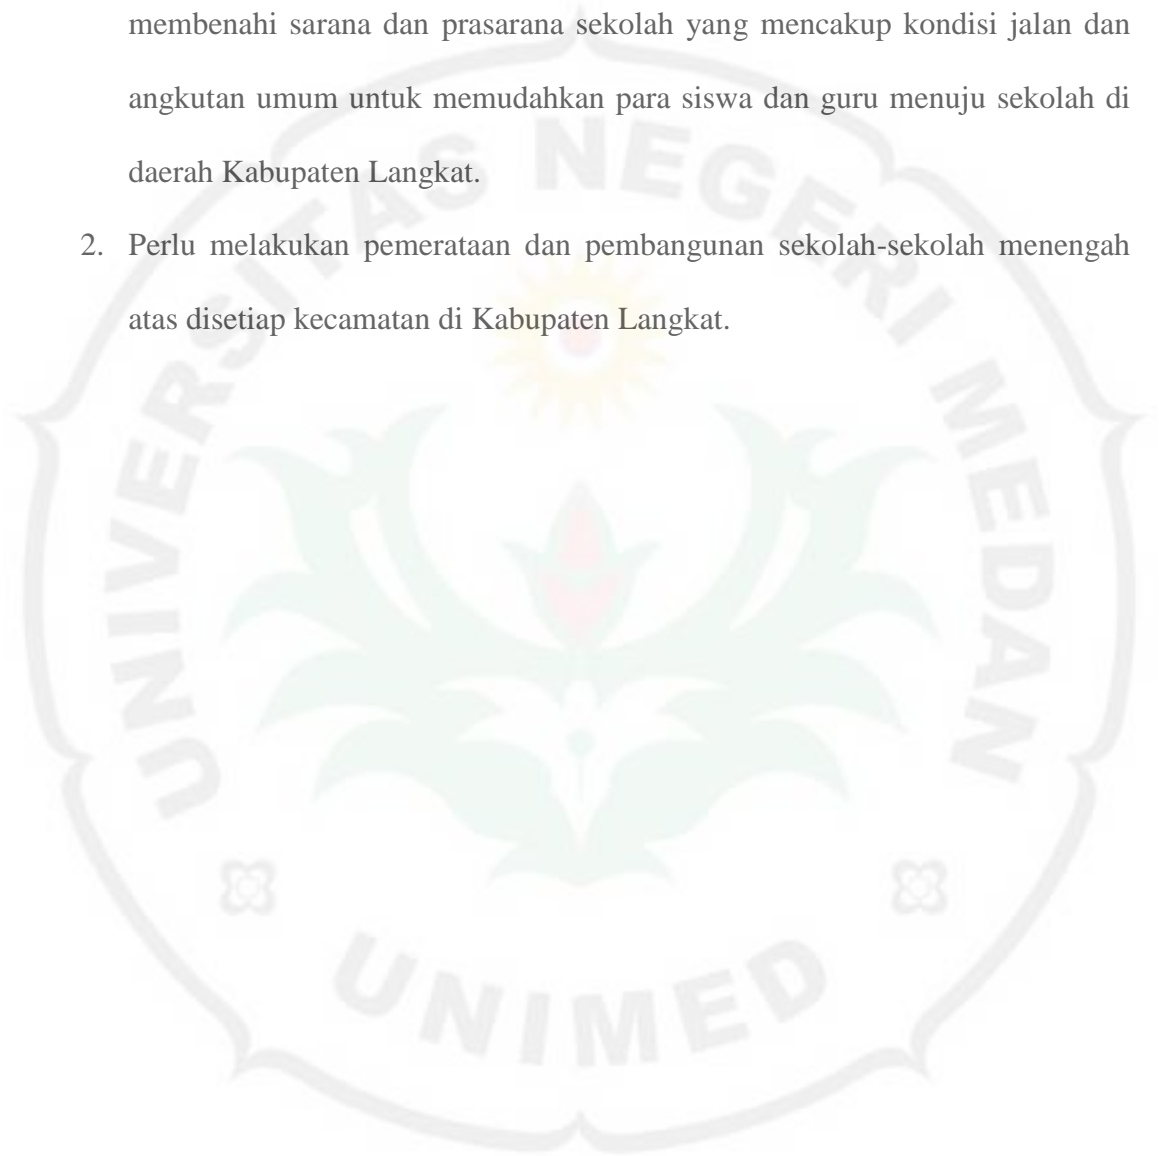 membenahi sarana dan prasarana sekolah yang mencakup kondisi jalan dan
angkutan umum untuk memudahkan para siswa dan guru menuju sekolah di
daerah Kabupaten Langkat.
2. Perlu melakukan pemerataan dan pembangunan sekolah-sekolah menengah
atas disetiap kecamatan di Kabupaten Langkat.
UNIVERSITAS NEGERI MEDAN
UNIMED